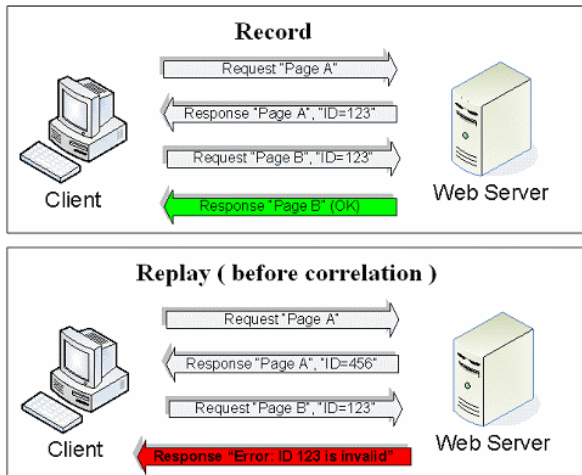 Record
Request "Page A"
Response "Page A", "ID=123"
Request "Page B", "ID=123"
Response "Page B" (OK)
Client
Web Server
Replay ( before correlation )
Request "Page A"
Response "Page A", "ID=456"
Request "Page B", "ID=123"
Response "Error: ID 123 is invalid"
Client
Web Server